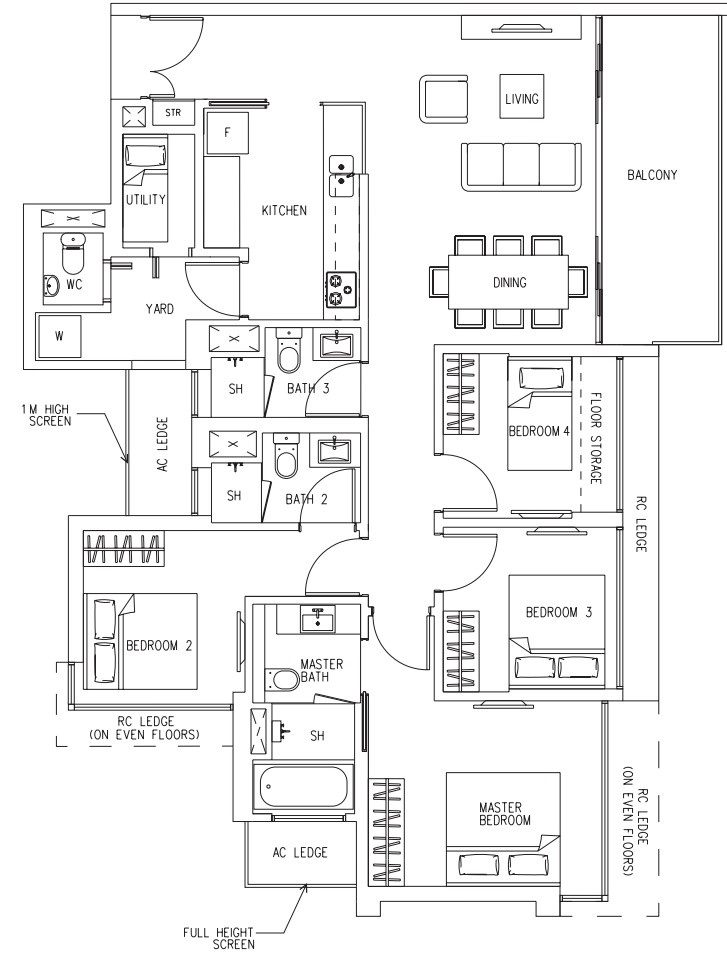 STR
LIVING
F
BALCONY
UTILITY
KITCHEN
WC
DINING
YARD
W
SH
BATH 3
1 M HIGH
SCREEN
AC LEDGE
BEDROOM 4
FLOOR STORAGE
SH
BATH 2
RC LEDGE
BEDROOM 3
BEDROOM 2
MASTER
BATH
RC LEDGE
(ON EVEN FLOORS)
SH
MASTER
BEDROOM
RC LEDGE
(ON EVEN FLOORS)
AC LEDGE
FULL HEIGHT
SCREEN